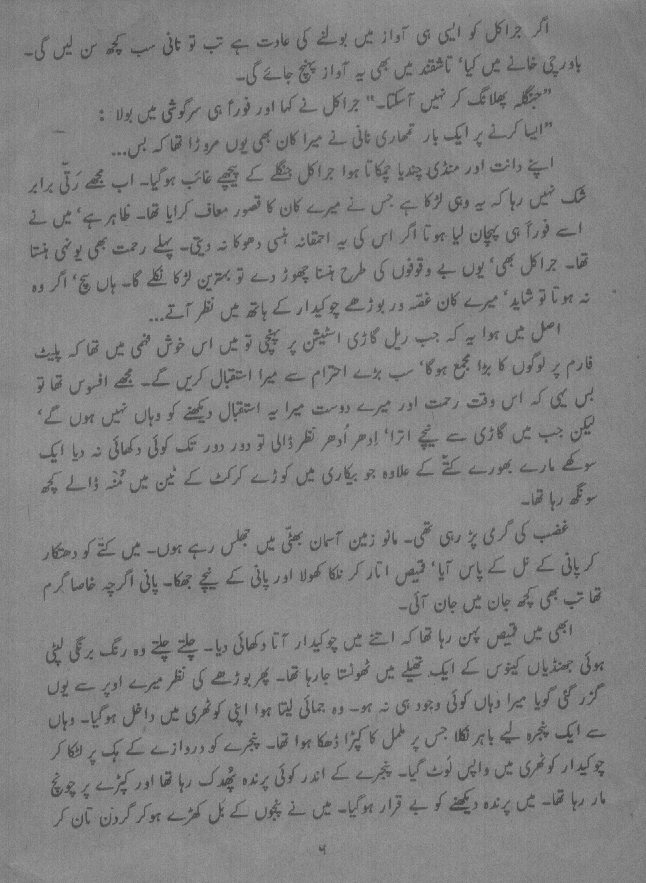 اگر جراکل کو ایسی ہی آواز میں بولنے کی عادت ہے تب تو نانی سب کچھ سن لیں گی۔
باورچی خانے میں کیا، تاشقند میں بھی یہ آواز پہنچ جائے گی۔
"جنگلہ پھلانگ کر نہیں آسکتا۔" جراکل نے کہا اور فوراً ہی سرگوشی میں بولا :
"ایسا کرنے پر ایک بار تمھاری نانی نے میرا کان بھی یوں مروڑا تھا کہ بس...
اپنے دانت اور منڈی چندیا چمکاتا ہوا جراکل جنگلے کے پیچھے غائب ہوگیا۔ اب مجھے رتّی برابر
شک نہیں رہا کہ یہ وہی لڑکا ہے جس نے میرے کان کا قصور معاف کرایا تھا۔ ظاہر ہے، میں نے
اسے فوراً ہی پہچان لیا ہوتا اگر اس کی یہ احمقانہ ہنسی دھوکا نہ دیتی۔ پہلے رحمت بھی یونہی ہنستا
تھا۔ جراکل بھی، یوں بے وقوفوں کی طرح ہنسنا چھوڑ دے تو بہترین لڑکا نکلے گا۔ ہاں سچ، اگر وہ
نہ ہوتا تو شاید، میرے کان غصّہ ور بوڑھے چوکیدار کے ہاتھ میں نظر آتے...
اصل میں ہوا یہ کہ جب ریل گاڑی اسٹیشن پر پہنچی تو میں اس خوش فہمی میں تھا کہ پلیٹ
فارم پر لوگوں کا بڑا مجمع ہوگا، سب بڑے احترام سے میرا استقبال کریں گے۔ مجھے افسوس تھا تو
بس یہی کہ اس وقت رحمت اور میرے دوست میرا یہ استقبال دیکھنے کو وہاں نہیں ہوں گے،
لیکن جب میں گاڑی سے نیچے اترا، اِدھر اُدھر نظر ڈالی تو دور دور تک کوئی دکھائی نہ دیا ایک
سوکھے مارے بھورے کتّے کے علاوہ جو بیکاری میں کوڑے کرکٹ کے ٹین میں مُنّہ ڈالے کچھ
سونگھ رہا تھا۔
غضب کی گرمی پڑ رہی تھی۔ مانو زمین آسمان بھٹّی میں جھلس رہے ہوں۔ میں کتّے کو دھتکار
کر پانی کے نل کے پاس آیا، قمیص اتار کر نلکا کھولا اور پانی کے نیچے جھکا۔ پانی اگرچہ خاصا گرم
تھا تب بھی کچھ جان میں جان آئی۔
ابھی میں قمیص پہن رہا تھا کہ اتنے میں چوکیدار آتا دکھائی دیا۔ چلتے چلتے وہ رنگ برنگی لپٹی
ہوئی جھنڈیاں کینوس کے ایک تھیلے میں ٹھونستا جارہا تھا۔ پھر بوڑھے کی نظر میرے اوپر سے یوں
گزر گئی گویا میرا وہاں کوئی وجود ہی نہ ہو۔ وہ جمائی لیتا ہوا اپنی کوٹھری میں داخل ہوگیا۔ وہاں
سے ایک پنجرہ لیے باہر نکلا جس پر ململ کا کپڑا ڈھکا ہوا تھا۔ پنجرے کو دروازے کے ہک پر لٹکا کر
چوکیدار کوٹھری میں واپس لوٹ گیا۔ پنجرے کے اندر کوئی پرندہ پُھدک رہا تھا اور کپڑے پر چونچ
مار رہا تھا۔ میں پرندہ دیکھنے کو بے قرار ہوگیا۔ میں نے پنجوں کے بل کھڑے ہوکر گردن تان کر